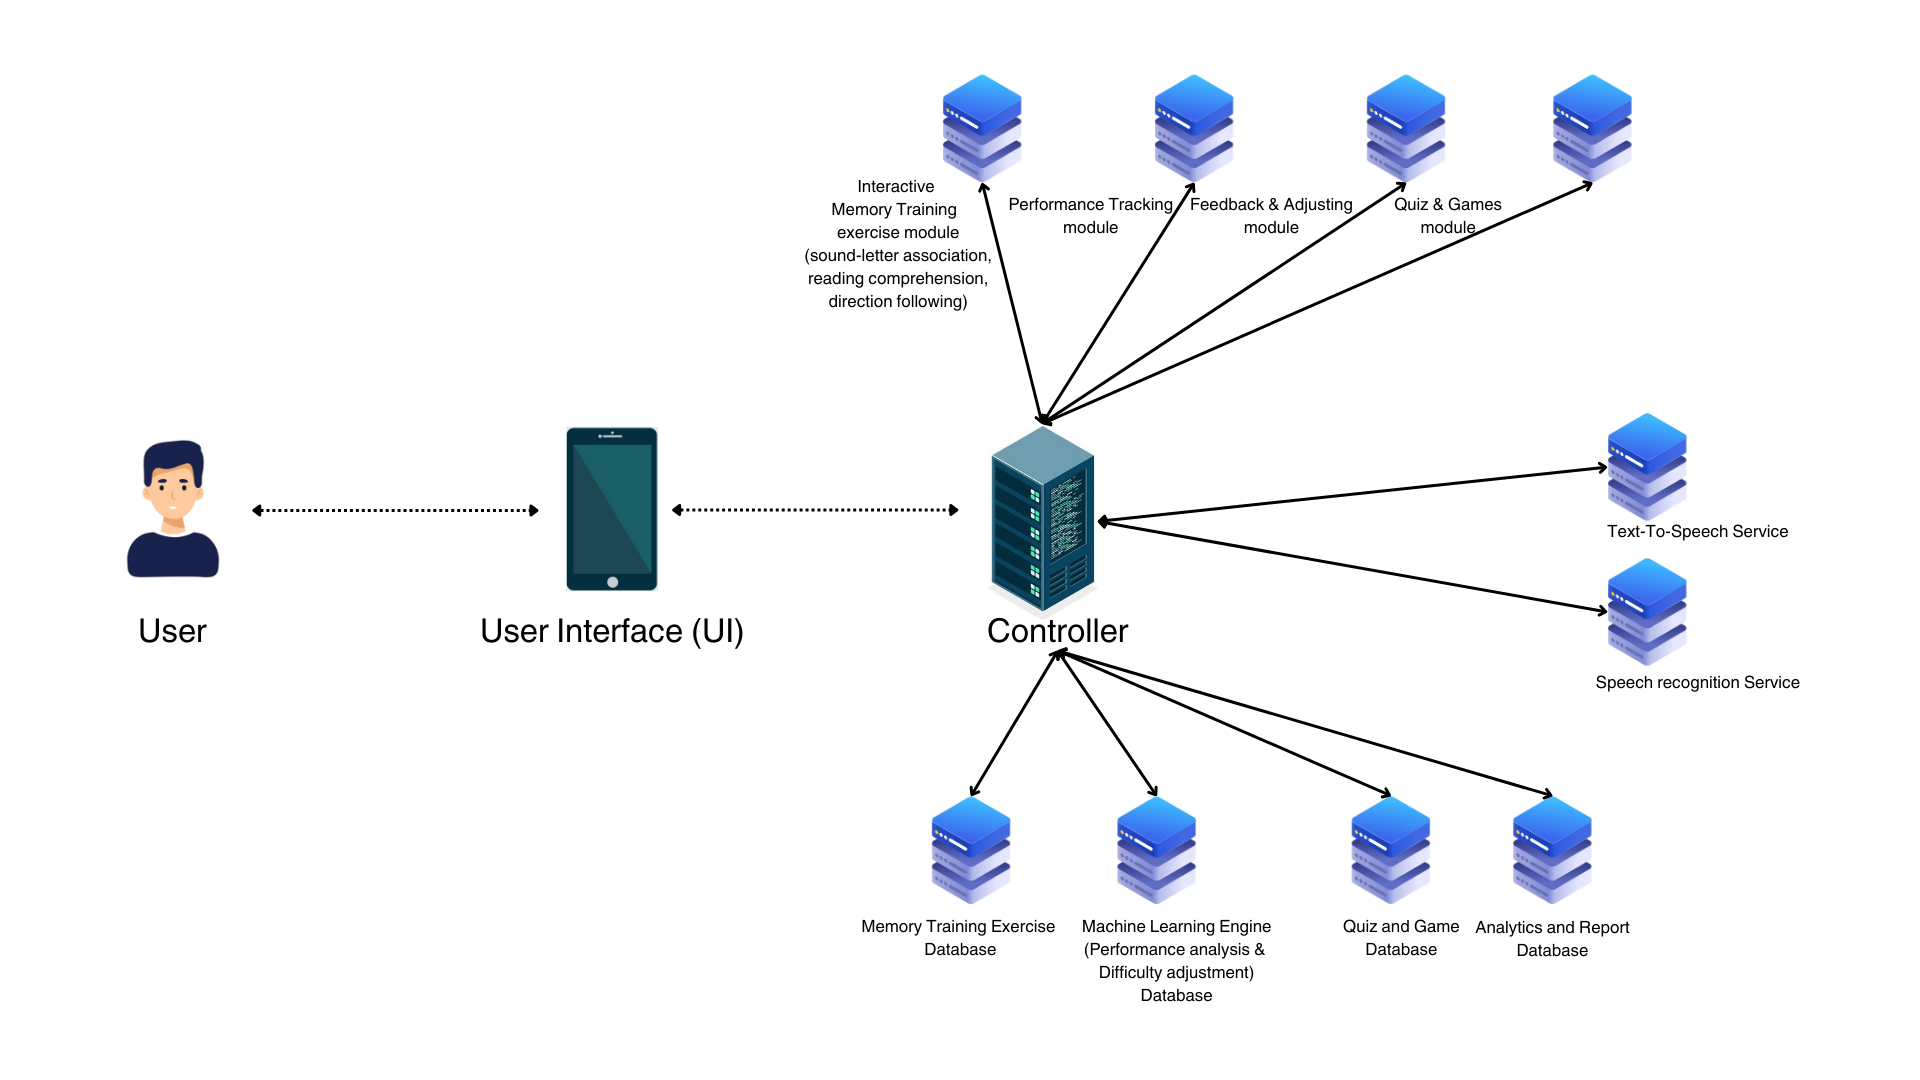 Interactive
Memory Training
exercise module
(sound-letter association,
reading comprehension,
direction following)
Performance Tracking
module
Feedback & Adjusting
module
Quiz & Games
module
Text-To-Speech Service
Speech recognition Service
User
User Interface (UI)
Controller
Memory Training Exercise
Database
Machine Learning Engine
(Performance analysis &
Difficulty adjustment)
Database
Quiz and Game
Database
Analytics and Report
Database